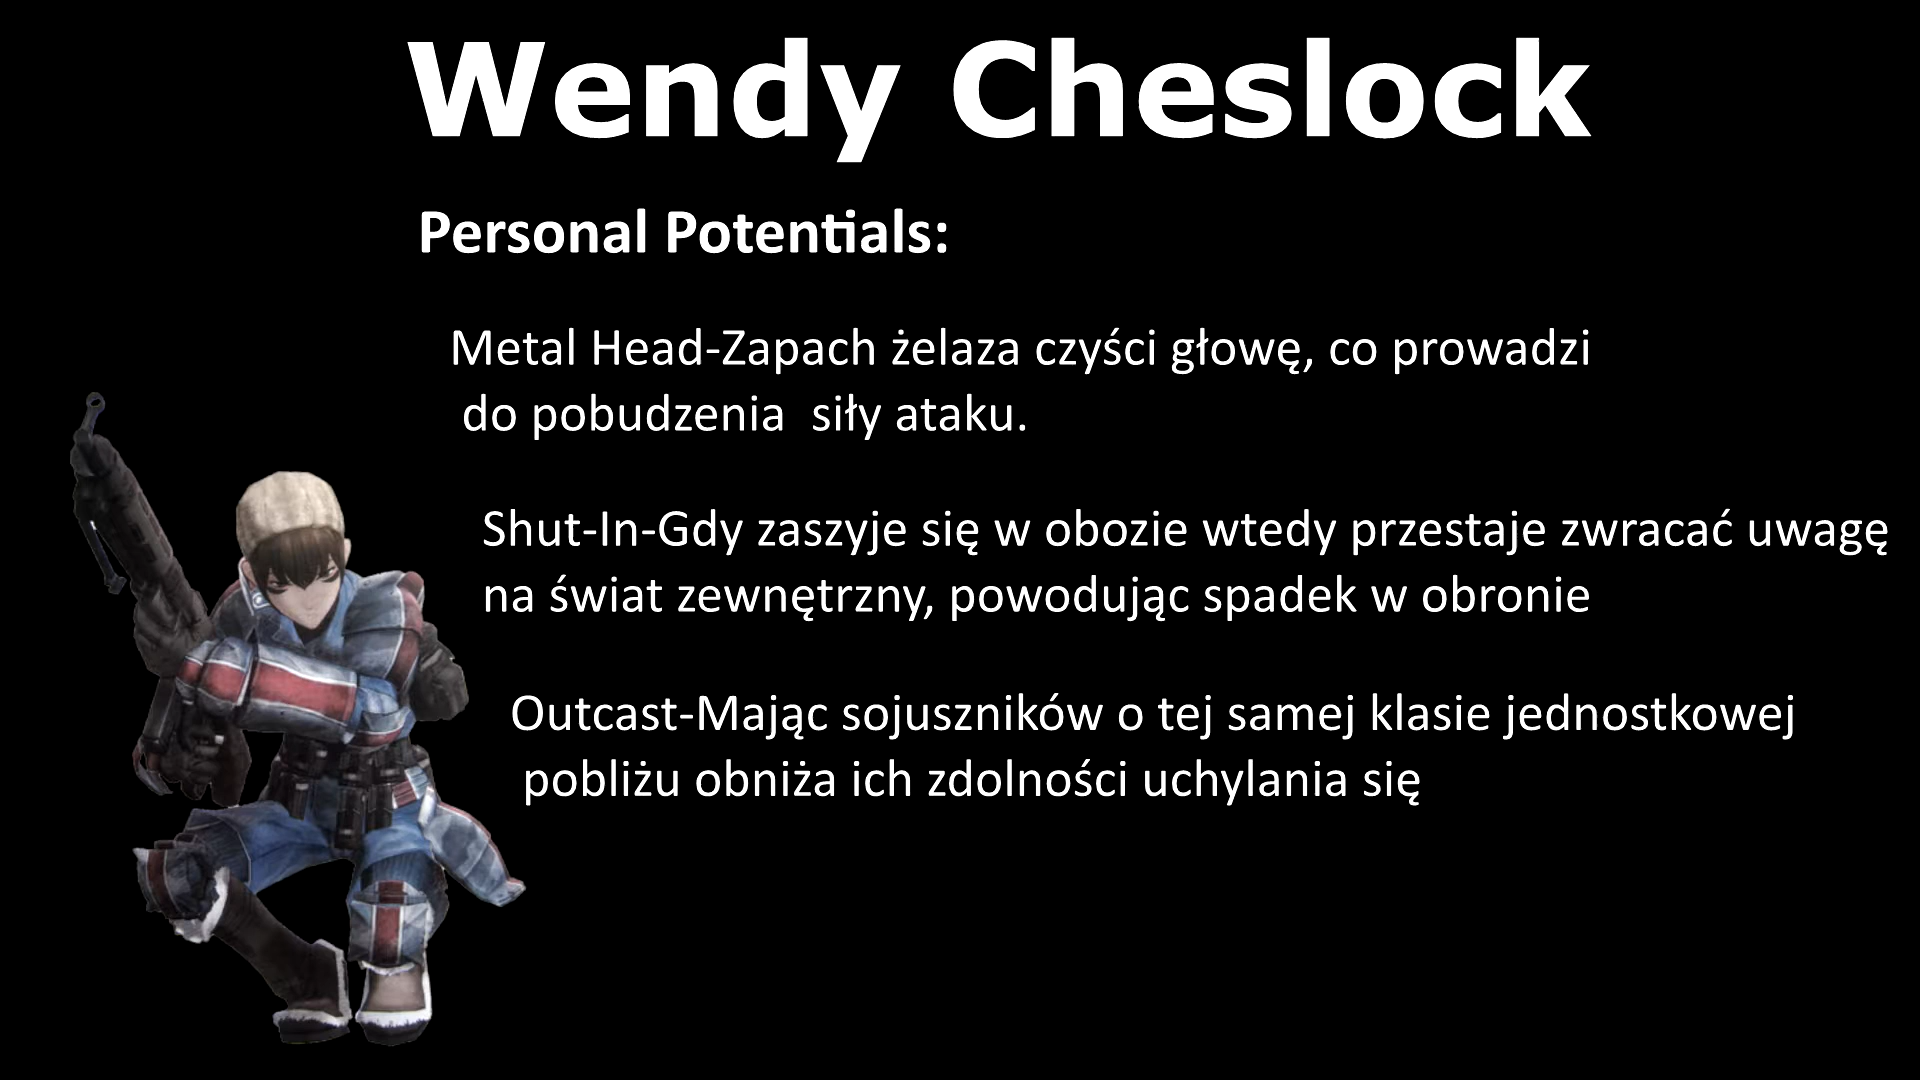 Wendy Cheslock
Personal Potentials:
Metal Head-Zapach żelaza czyści głowę, co prowadzi
do pobudzenia  siły ataku.
Shut-In-Gdy zaszyje się w obozie wtedy przestaje zwracać uwagę
na świat zewnętrzny, powodując spadek w obronie
Outcast-Mając sojuszników o tej samej klasie jednostkowej
pobliżu obniża ich zdolności uchylania się